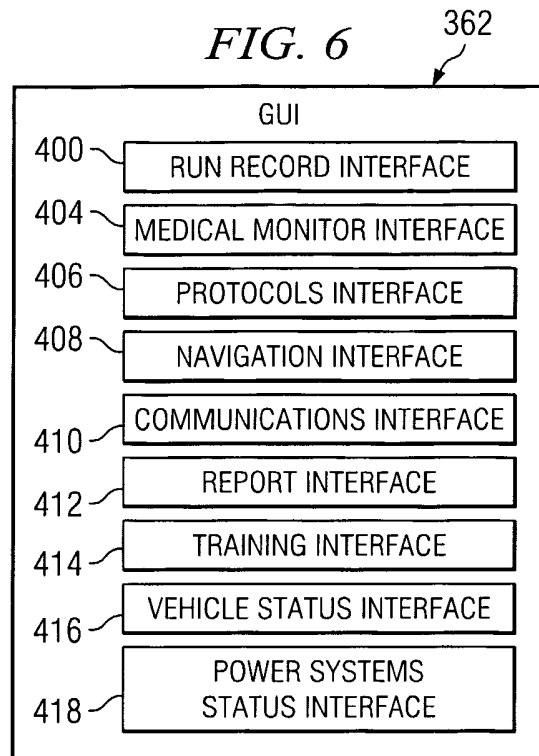 FIG. 6
362
GUI
400 RUN RECORD INTERFACE
404 MEDICAL MONITOR INTERFACE
406 PROTOCOLS INTERFACE
408 NAVIGATION INTERFACE
410 COMMUNICATIONS INTERFACE
412 REPORT INTERFACE
414 TRAINING INTERFACE
416 VEHICLE STATUS INTERFACE
418 POWER SYSTEMS
STATUS INTERFACE